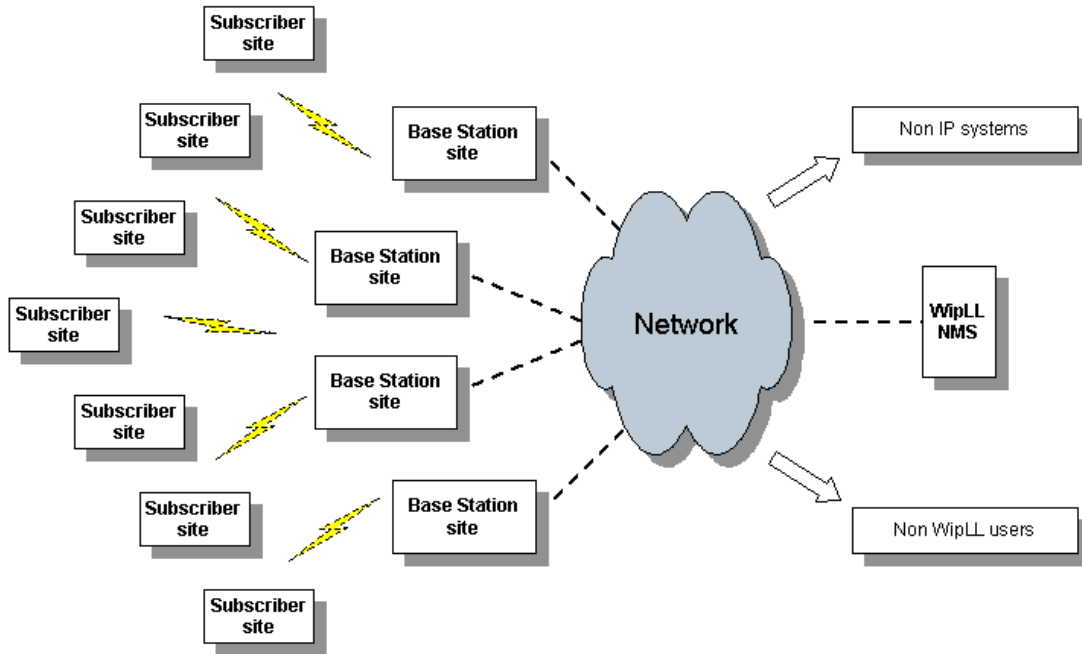 Subscriber
site
Subscriber
site
Base Station
site
Non IP systems
Subscriber
site
Base Station
site
Subscriber
site
Network
WipLL
NMS
Base Station
site
Subscriber
site
Subscriber
site
Base Station
site
Non WipLL users
Subscriber
site